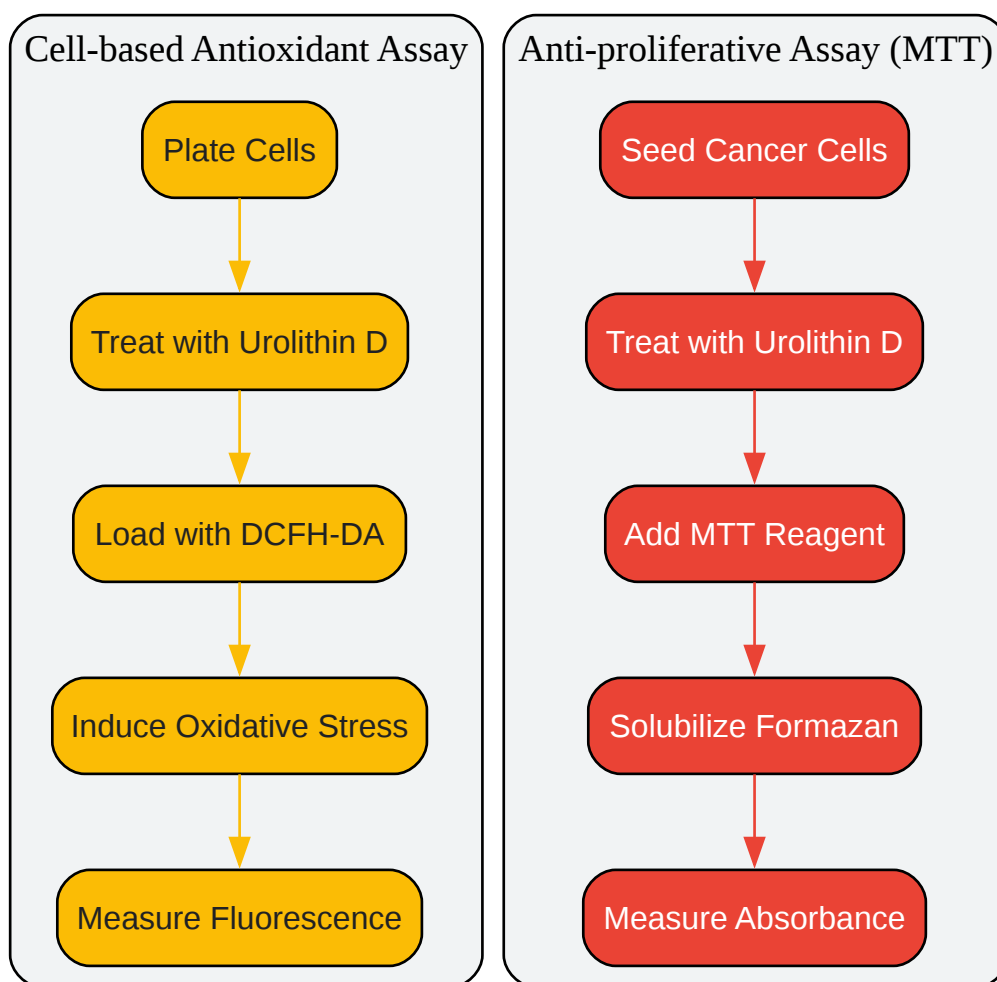 Cell-based Antioxidant Assay
Plate Cells
Treat with Urolithin D
Load with DCFH-DA
Induce Oxidative Stress
Measure Fluorescence
Anti-proliferative Assay (MTT)
Seed Cancer Cells
Treat with Urolithin D
Add MTT Reagent
Solubilize Formazan
Measure Absorbance